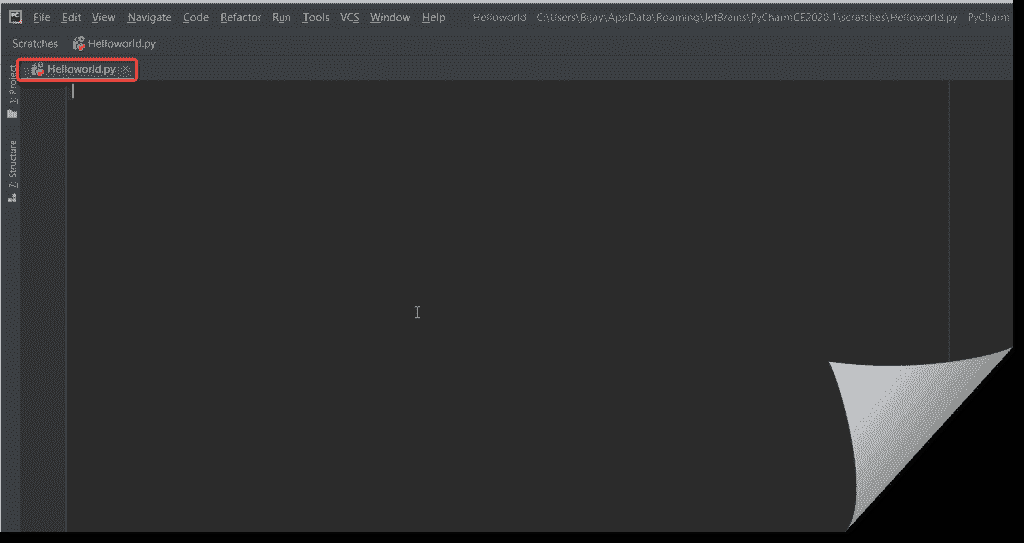 PC File Edit View Navigate Code Refactor Run Tools VCS Window Help Helloworld C:\Users\Bijay\AppData\Roaming\JetBrains\PyCharmCE2020.1\scratches\Helloworld.py PyCharm
Scratches Helloworld.py
Helloworld.py
1: Project
7: Structure